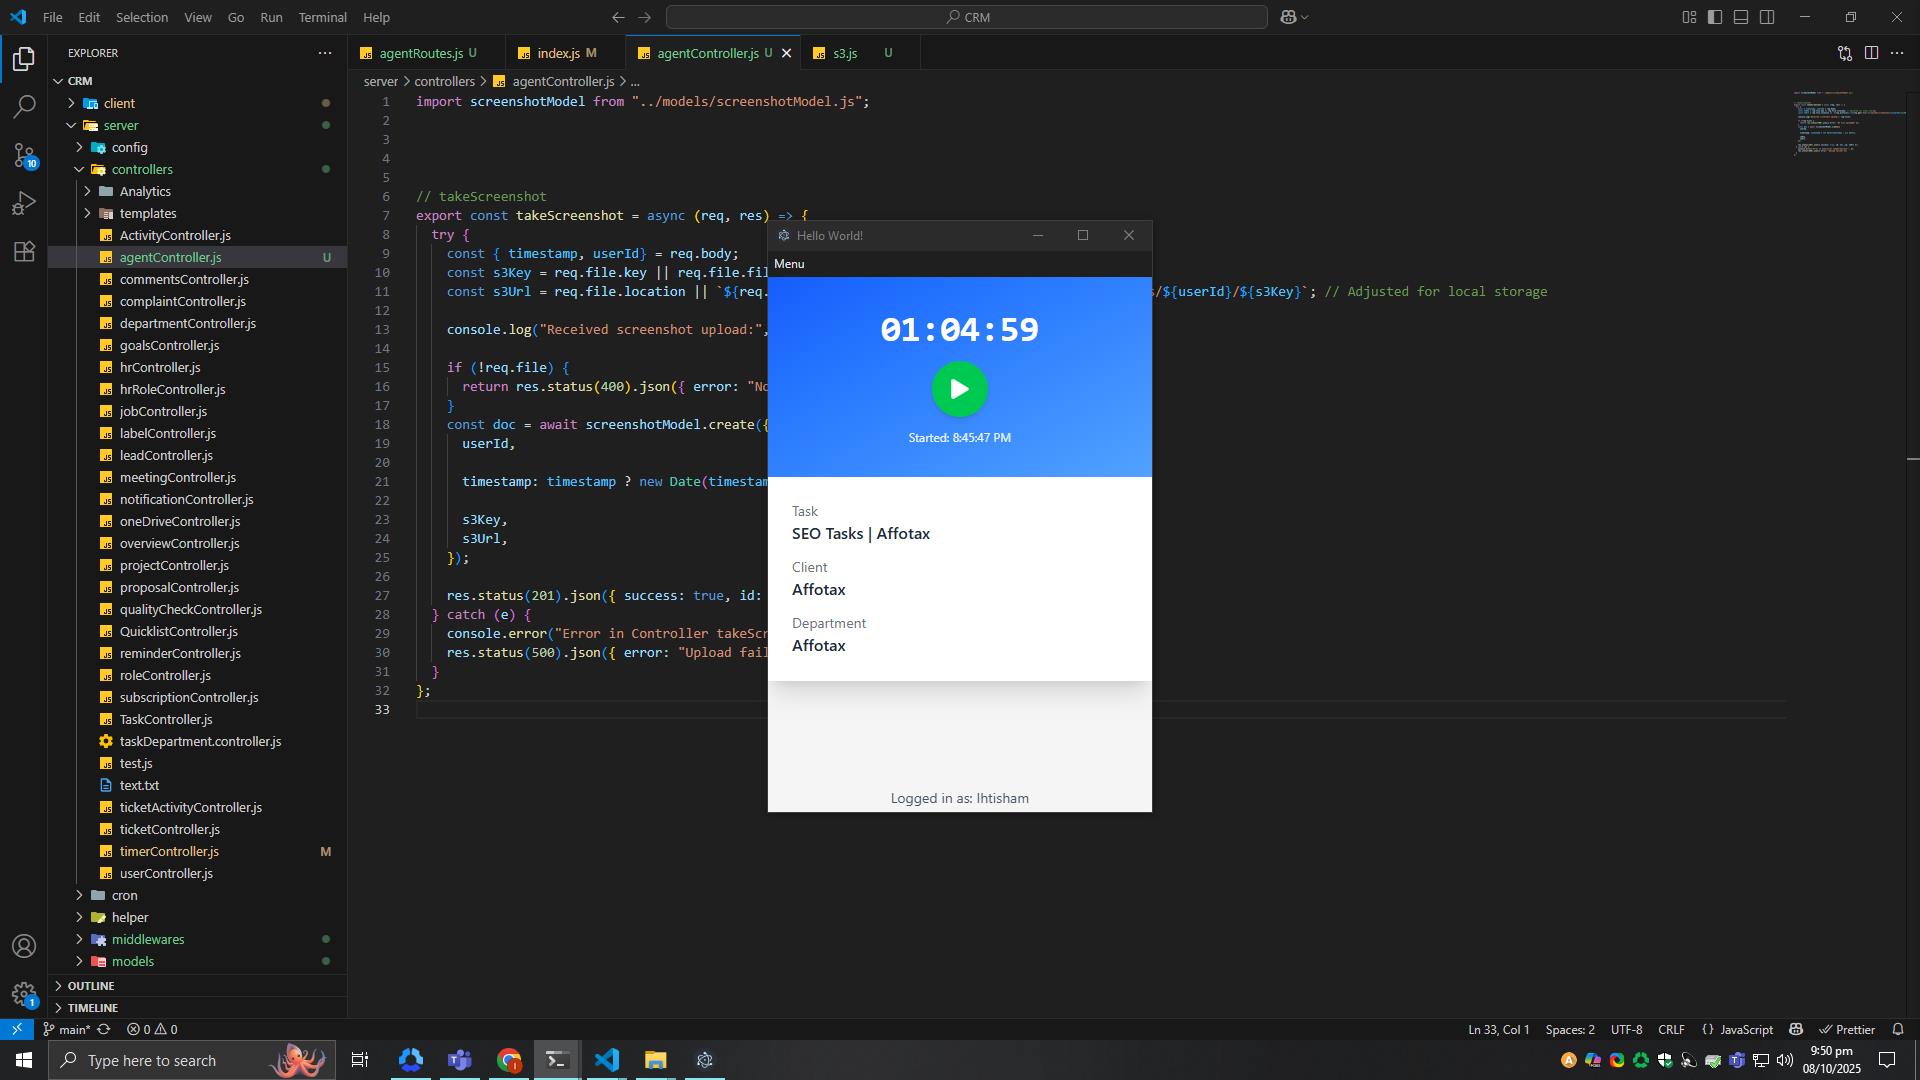 File Edit Selection View Go Run Terminal Help
CRM
EXPLORER
CRM
client
server
config
controllers
Analytics
templates
ActivityController.js
agentController.js U
commentsController.js
complaintController.js
departmentController.js
goalsController.js
hrController.js
hrRoleController.js
jobController.js
labelController.js
leadController.js
meetingController.js
notificationController.js
oneDriveController.js
overviewController.js
projectController.js
proposalController.js
qualityCheckController.js
QuicklistController.js
reminderController.js
roleController.js
subscriptionController.js
TaskController.js
taskDepartment.controller.js
test.js
text.txt
ticketActivityController.js
ticketController.js
timerController.js M
userController.js
cron
helper
middlewares
models
OUTLINE
TIMELINE
10
1
agentRoutes.js U index.js M agentController.js U s3.js U
server > controllers > agentController.js > ...
1 import screenshotModel from "../models/screenshotModel.js";
2
3
4
5
6 // takeScreenshot
7 export const takeScreenshot = async (req, res) => {
8 try {
9 const { timestamp, userId} = req.body;
10 const s3Key = req.file.key || req.file.fil
11 const s3Url = req.file.location || `${req. /${userId}/${s3Key}`; // Adjusted for local storage
12
13 console.log("Received screenshot upload:",
14
15 if (!req.file) {
16 return res.status(400).json({ error: "No
17 }
18 const doc = await screenshotModel.create({
19 userId,
20
21 timestamp: timestamp ? new Date(timestam
22
23 s3Key,
24 s3Url,
25 });
26
27 res.status(201).json({ success: true, id:
28 } catch (e) {
29 console.error("Error in Controller takeScr
30 res.status(500).json({ error: "Upload fail
31 }
32 };
33
Hello World!
Menu
01:04:59
Started: 8:45:47 PM
Task
SEO Tasks | Affotax
Client
Affotax
Department
Affotax
Logged in as: Ihtisham
main* 0 0
Ln 33, Col 1 Spaces: 2 UTF-8 CRLF {} JavaScript Prettier
Type here to search
9:50 pm
08/10/2025